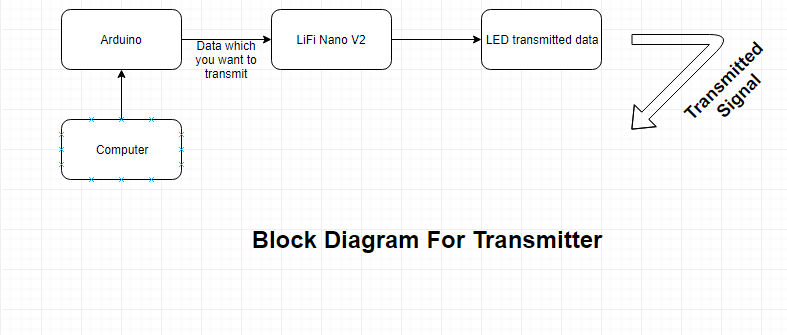 Arduino
Data which
you want to
transmit
LiFi Nano V2
LED transmitted data
Transmitted
Signal
Computer
Block Diagram For Transmitter